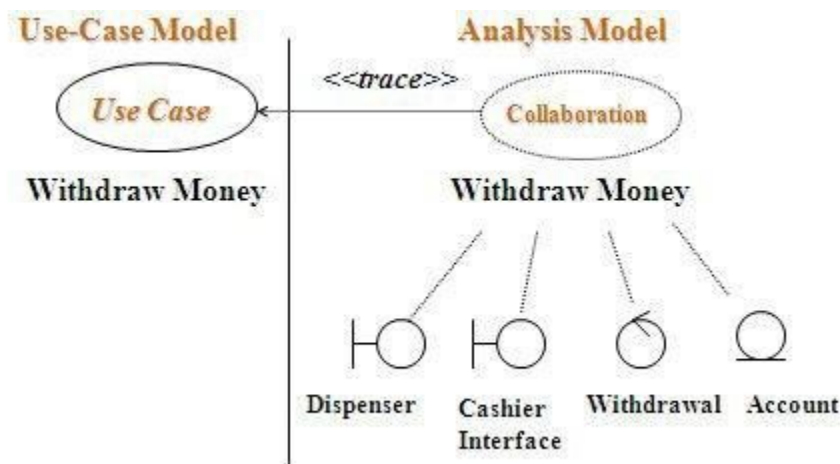 Use-Case Model
Analysis Model
<<trace>>
Use Case
Collaboration
Withdraw Money
Withdraw Money
Dispenser
Cashier
Interface
Withdrawal
Account